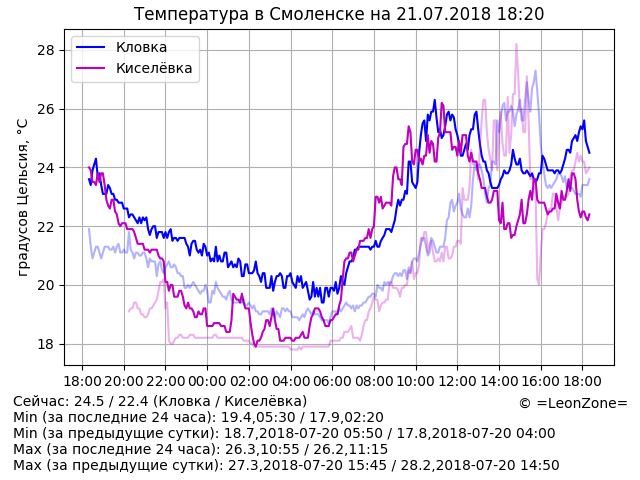 Температура в Смоленске на 21.07.2018 18:20
Кловка
Киселёвка
градусов Цельсия, °C
28
26
24
22
20
18
18:00 20:00 22:00 00:00 02:00 04:00 06:00 08:00 10:00 12:00 14:00 16:00 18:00
Сейчас: 24.5 / 22.4 (Кловка / Киселёвка)
© =LeonZone=
Min (за последние 24 часа): 19.4,05:30 / 17.9,02:20
Min (за предыдущие сутки): 18.7,2018-07-20 05:50 / 17.8,2018-07-20 04:00
Max (за последние 24 часа): 26.3,10:55 / 26.2,11:15
Max (за предыдущие сутки): 27.3,2018-07-20 15:45 / 28.2,2018-07-20 14:50